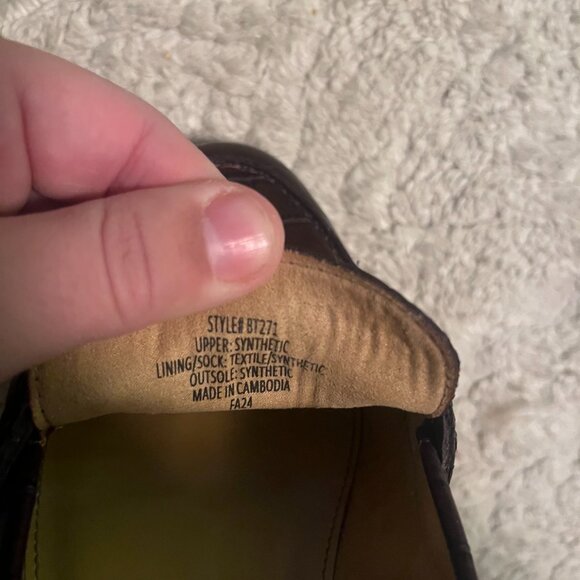 STYLE# BT271
UPPER: SYNTHETIC
LINING/SOCK: TEXTILE/SYNTHETIC
OUTSOLE: SYNTHETIC
MADE IN CAMBODIA
FA24